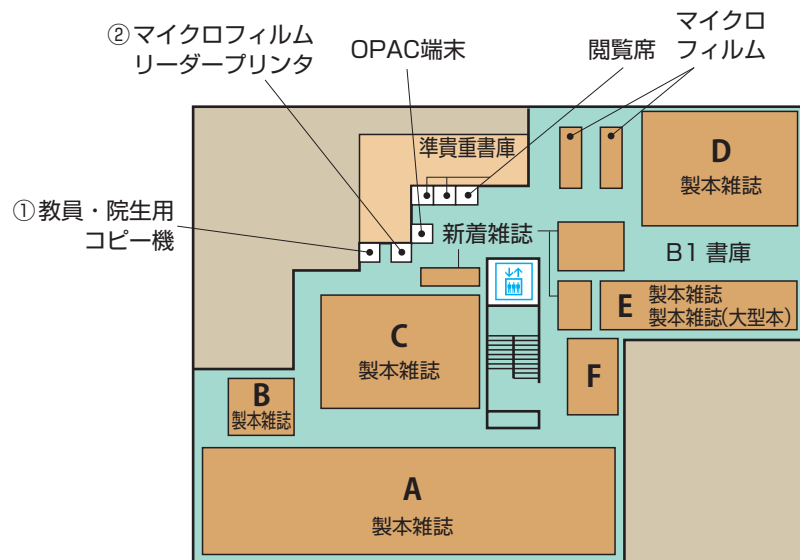 ② マイクロフィルム
リーダープリンタ
OPAC端末
閲覧席
マイクロ
フィルム
準貴重書庫
D
製本雑誌
① 教員・院生用
コピー機
新着雑誌
B1 書庫
E 製本雑誌
製本雑誌(大型本)
C
製本雑誌
F
B
製本雑誌
A
製本雑誌